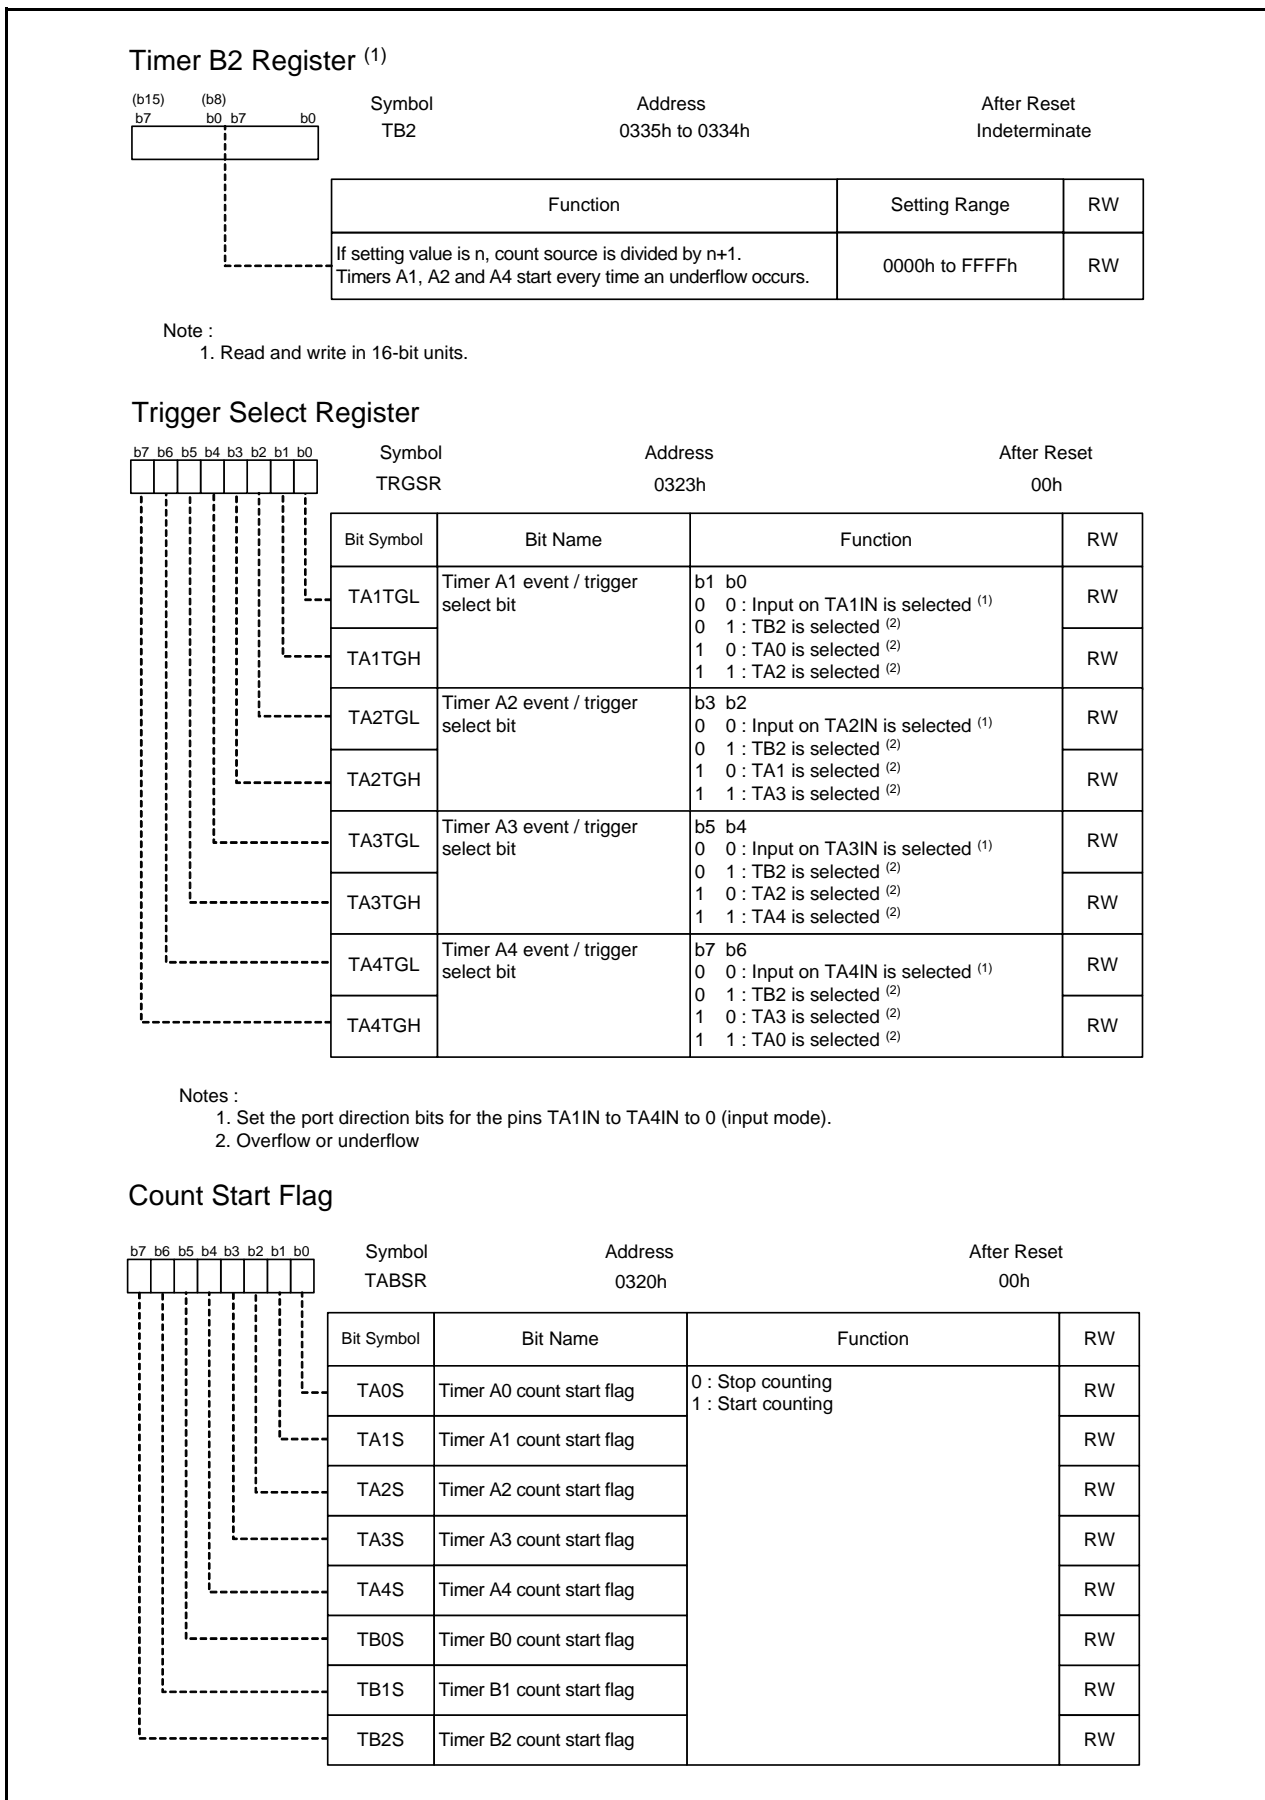 Timer B2 Register (1)
(b15) (b8)
b7 b0 b7 b0
Symbol Address After Reset
TB2 0335h to 0334h Indeterminate
Function Setting Range RW
If setting value is n, count source is divided by n+1.
Timers A1, A2 and A4 start every time an underflow occurs.
0000h to FFFFh RW
Note :
1. Read and write in 16-bit units.
Trigger Select Register
b7 b6 b5 b4 b3 b2 b1 b0
Symbol Address After Reset
TRGSR 0323h 00h
Bit Symbol Bit Name Function RW
TA1TGL
Timer A1 event / trigger
select bit
b1 b0
0 0 : Input on TA1IN is selected (1)
0 1 : TB2 is selected (2)
1 0 : TA0 is selected (2)
1 1 : TA2 is selected (2)
RW
TA1TGH
RW
TA2TGL
Timer A2 event / trigger
select bit
b3 b2
0 0 : Input on TA2IN is selected (1)
0 1 : TB2 is selected (2)
1 0 : TA1 is selected (2)
1 1 : TA3 is selected (2)
RW
TA2TGH
RW
TA3TGL
Timer A3 event / trigger
select bit
b5 b4
0 0 : Input on TA3IN is selected (1)
0 1 : TB2 is selected (2)
1 0 : TA2 is selected (2)
1 1 : TA4 is selected (2)
RW
TA3TGH
RW
TA4TGL
Timer A4 event / trigger
select bit
b7 b6
0 0 : Input on TA4IN is selected (1)
0 1 : TB2 is selected (2)
1 0 : TA3 is selected (2)
1 1 : TA0 is selected (2)
RW
TA4TGH
RW
Notes :
1. Set the port direction bits for the pins TA1IN to TA4IN to 0 (input mode).
2. Overflow or underflow
Count Start Flag
b7 b6 b5 b4 b3 b2 b1 b0
Symbol Address After Reset
TABSR 0320h 00h
Bit Symbol Bit Name Function RW
TA0S Timer A0 count start flag
0 : Stop counting
1 : Start counting
RW
TA1S Timer A1 count start flag RW
TA2S Timer A2 count start flag RW
TA3S Timer A3 count start flag RW
TA4S Timer A4 count start flag RW
TB0S Timer B0 count start flag RW
TB1S Timer B1 count start flag RW
TB2S Timer B2 count start flag RW